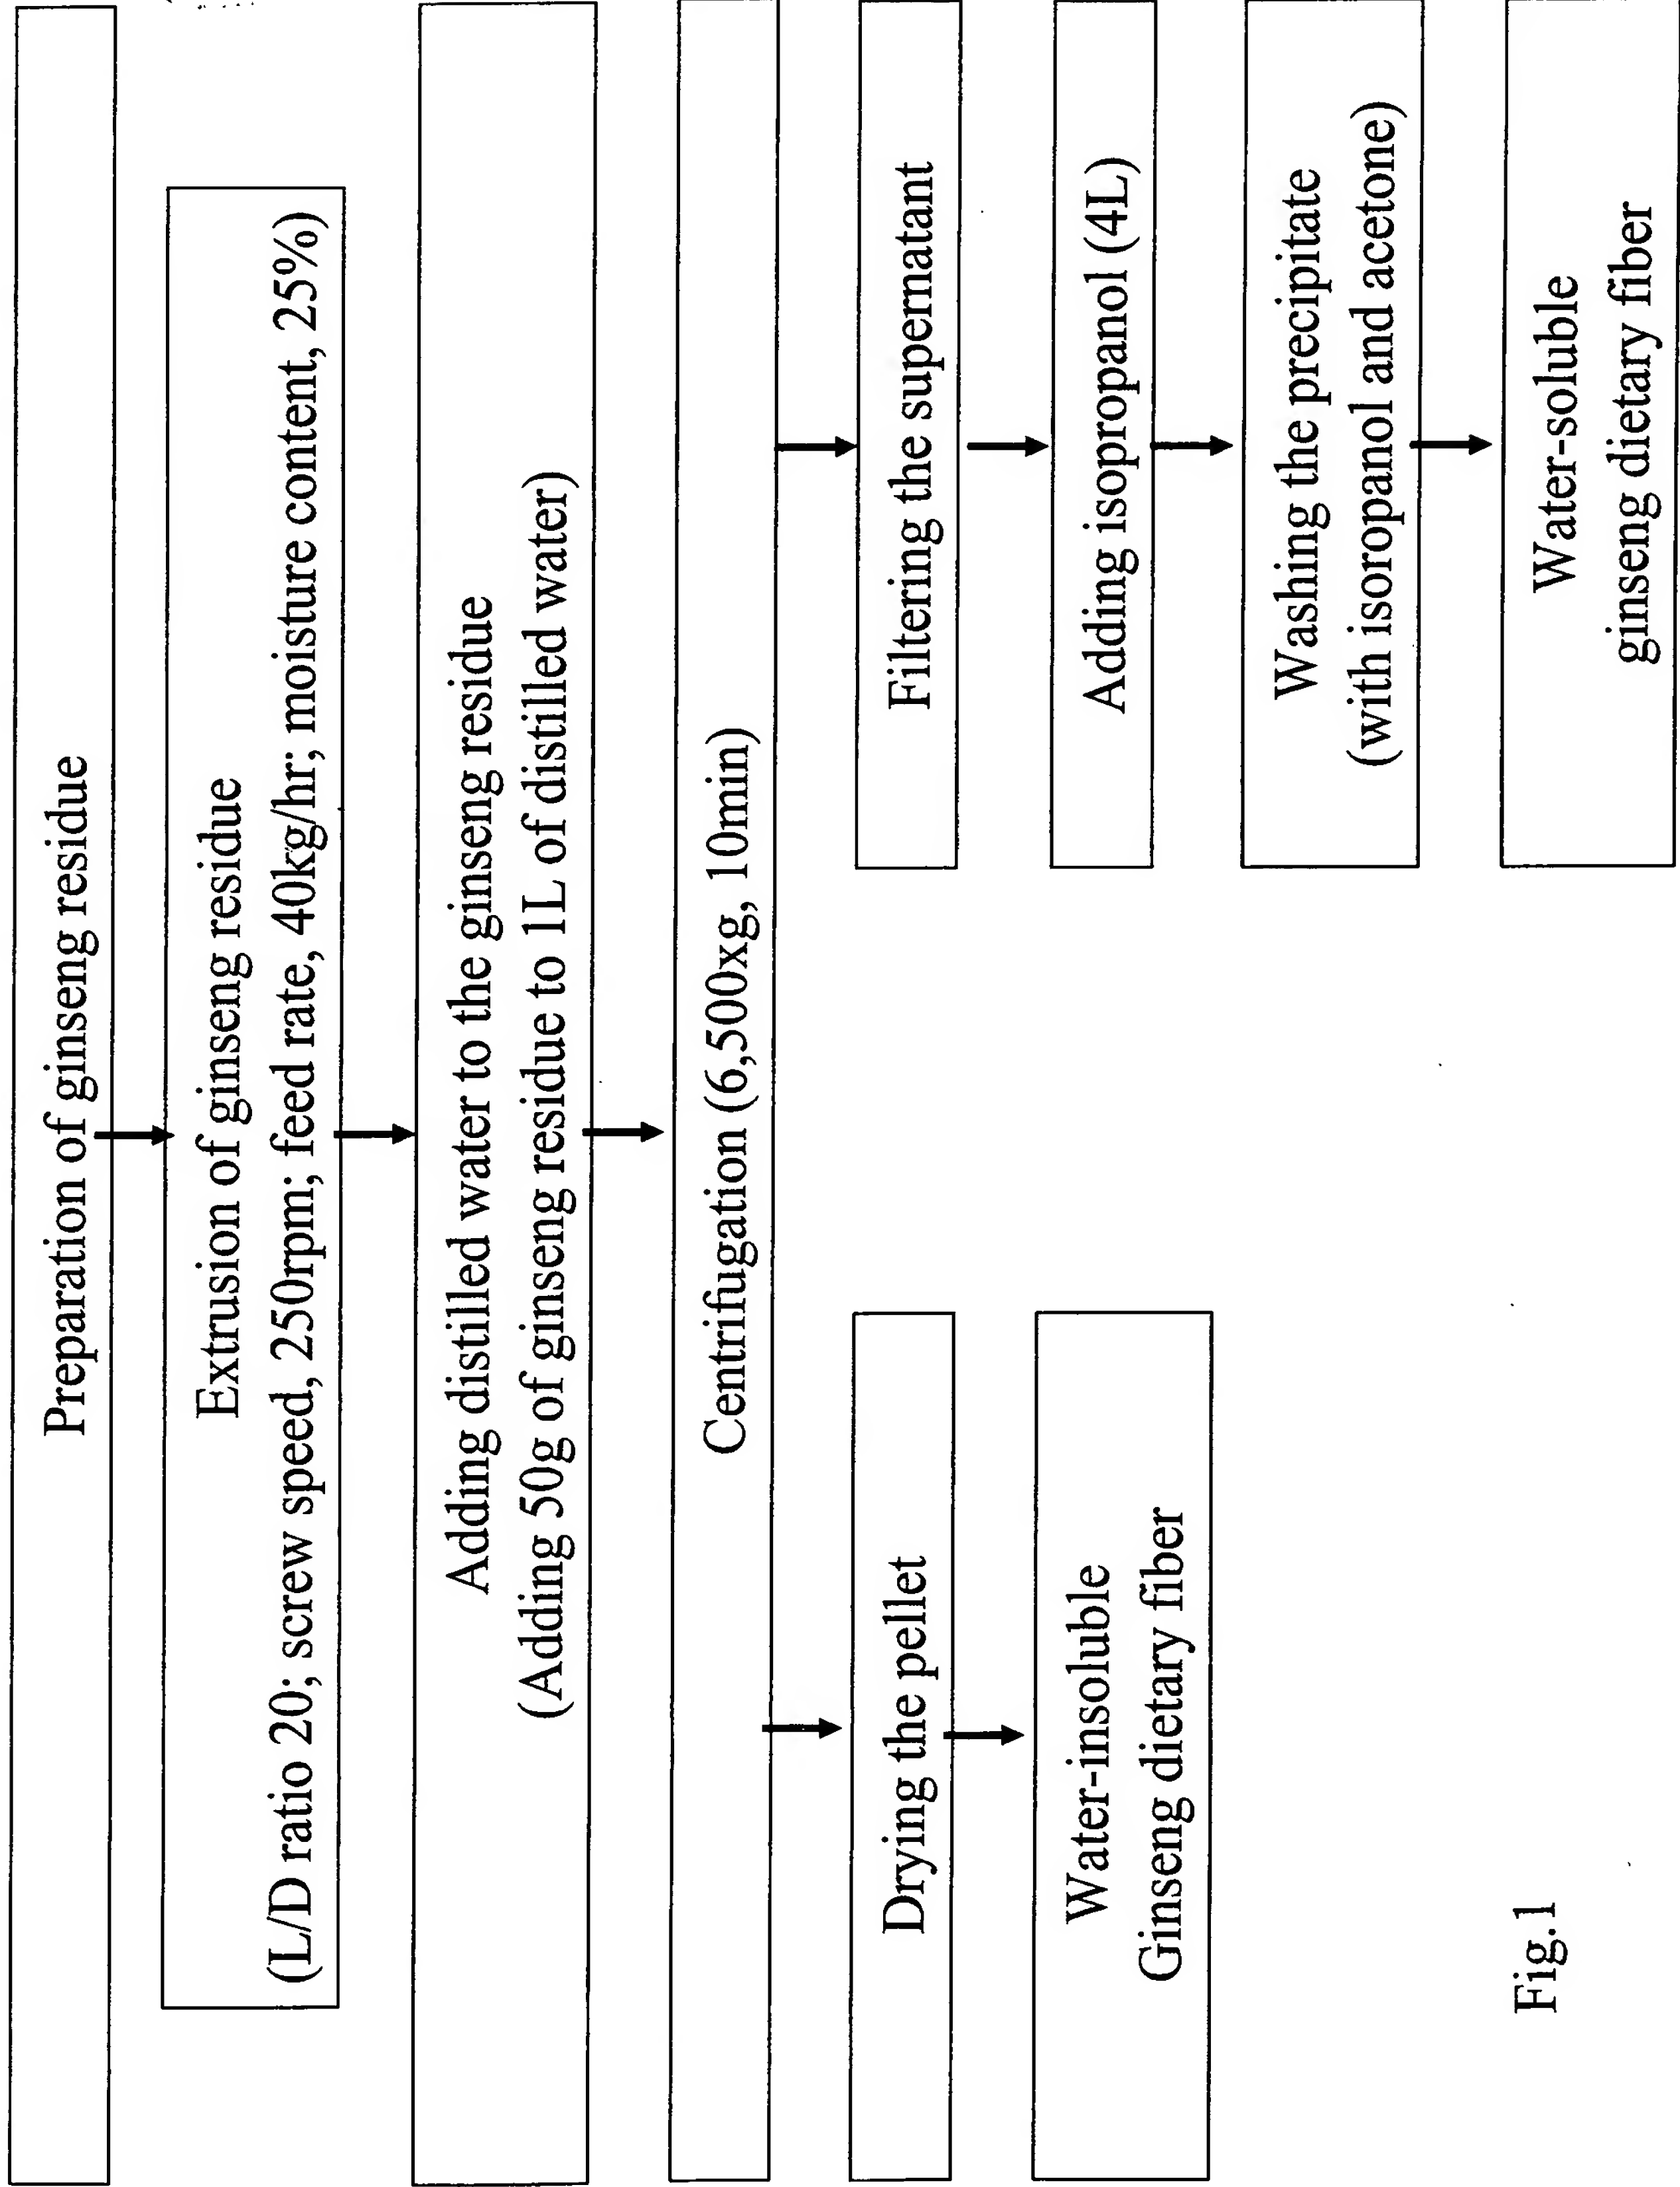 Preparation of ginseng residue
Extrusion of ginseng residue
(L/D ratio 20; screw speed, 250rpm; feed rate, 40kg/hr; moisture content, 25%)
Adding distilled water to the ginseng residue
(Adding 50g of ginseng residue to 1L of distilled water)
Centrifugation (6,500xg, 10min)
Drying the pellet
Water-insoluble
Ginseng dietary fiber
Filtering the supernatant
Adding isopropanol (4L)
Washing the precipitate
(with isoropanol and acetone)
Water-soluble
ginseng dietary fiber
Fig.1